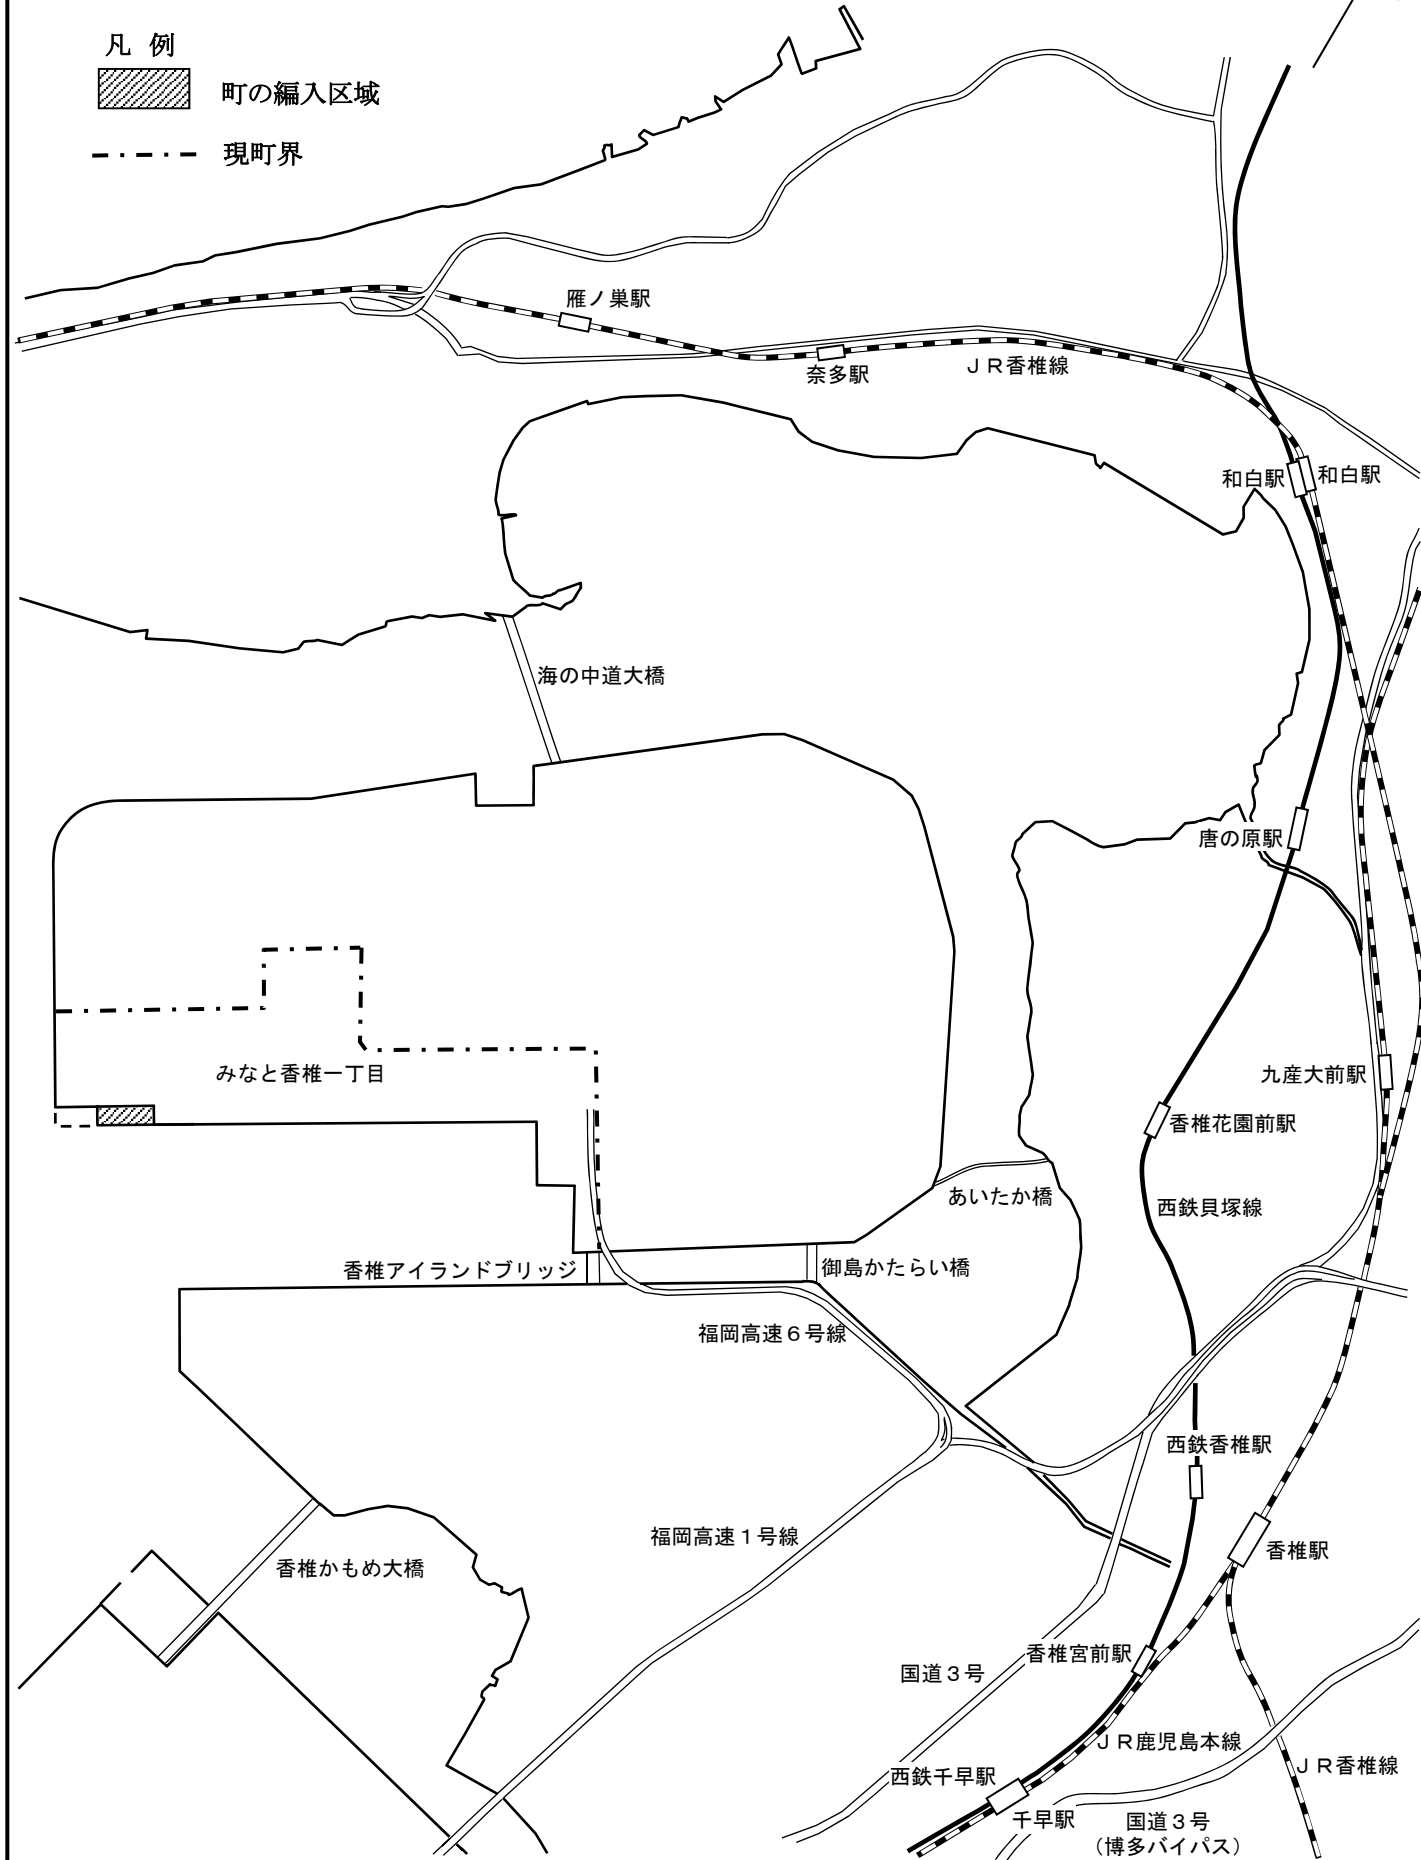 凡 例
町の編入区域
現町界
雁ノ巣駅
奈多駅
ＪＲ香椎線
和白駅
和白駅
海の中道大橋
唐の原駅
みなと香椎一丁目
九産大前駅
香椎花園前駅
あいたか橋
西鉄貝塚線
香椎アイランドブリッジ
御島かたらい橋
福岡高速６号線
西鉄香椎駅
福岡高速１号線
香椎駅
香椎かもめ大橋
香椎宮前駅
国道３号
ＪＲ鹿児島本線
ＪＲ香椎線
西鉄千早駅
千早駅
国道３号
（博多バイパス）